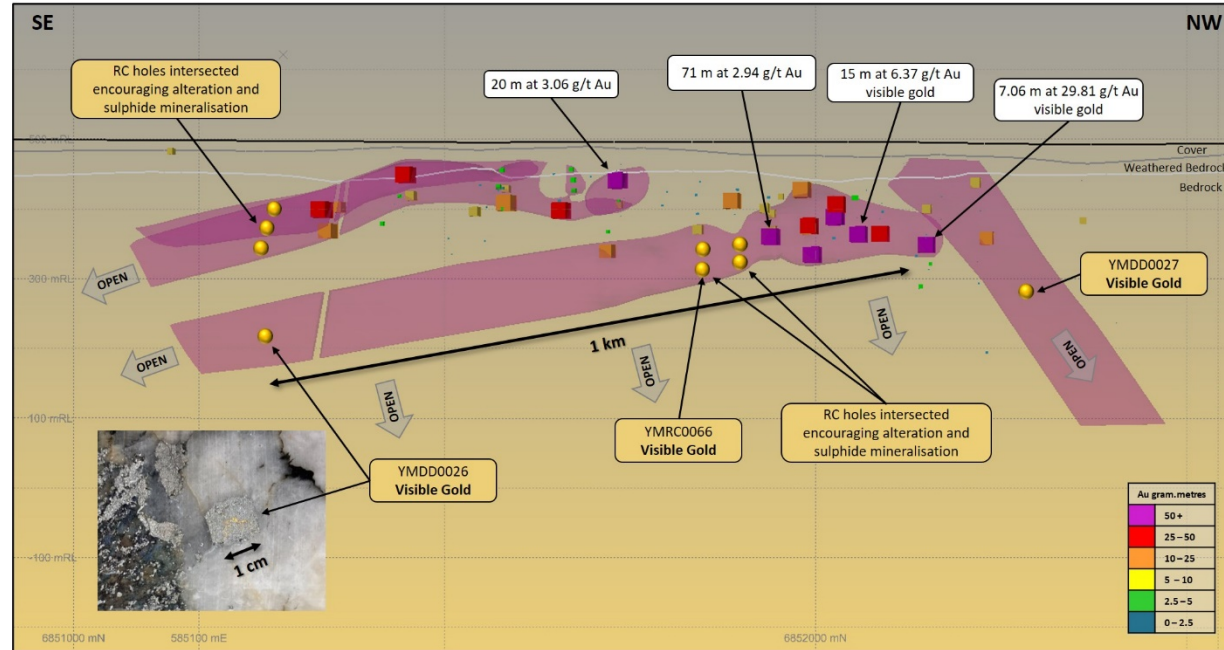 SE
NW
RC holes intersected
encouraging alteration and
sulphide mineralisation
20 m at 3.06 g/t Au
71 m at 2.94 g/t Au
15 m at 6.37 g/t Au
visible gold
7.06 m at 29.81 g/t Au
visible gold
500 mRL
Cover
Weathered Bedrock
Bedrock
300 mRL
OPEN
YMDD0027
Visible Gold
OPEN
1 km
OPEN
OPEN
OPEN
OPEN
100 mRL
YMRC0066
Visible Gold
RC holes intersected
encouraging alteration and
sulphide mineralisation
YMDD0026
Visible Gold
1 cm
-100 mRL
Au gram.metres
50 +
25 – 50
10 – 25
5 – 10
2.5 – 5
0 – 2.5
6851000 mN
585100 mE
6852000 mN